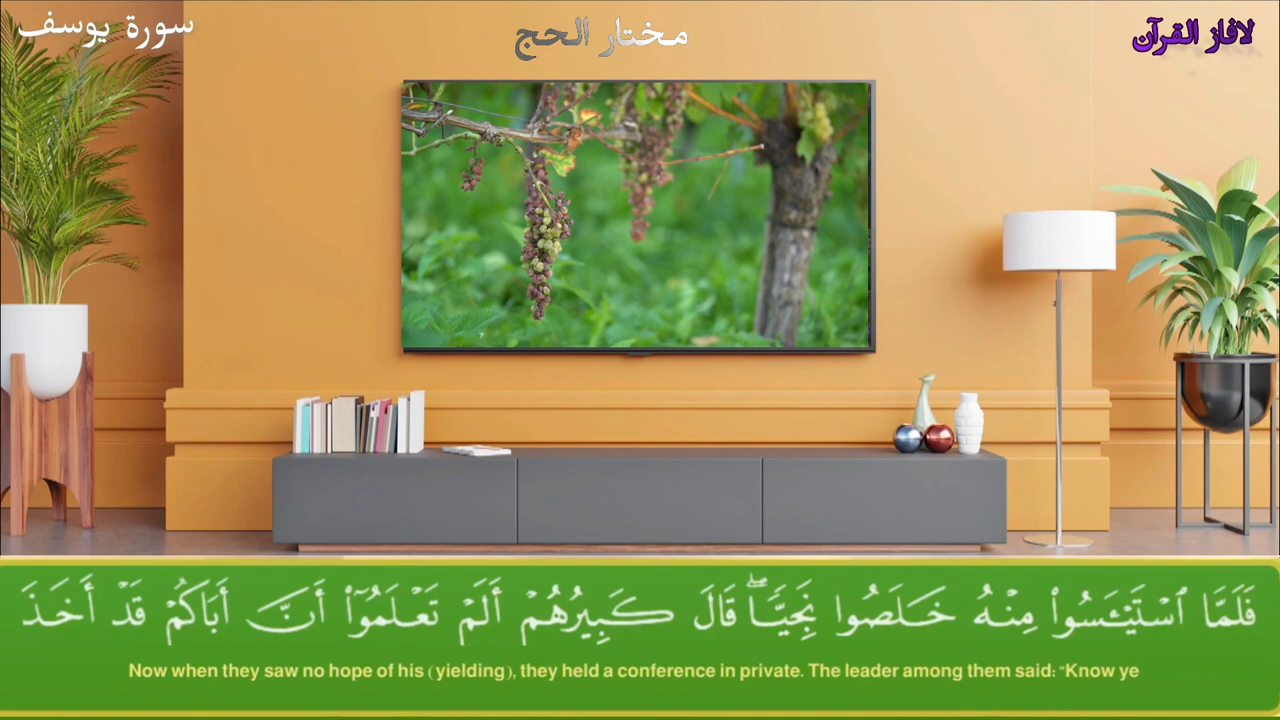 سورة يوسف
مختار الحج
لافاز القرآن
فَلَمَّا ٱسْتَيْـَٔسُوا۟ مِنْهُ خَلَصُوا۟ نَجِيًّۭا ۖ قَالَ كَبِيرُهُمْ أَلَمْ تَعْلَمُوٓا۟ أَنَّ أَبَاكُمْ قَدْ أَخَذَ
Now when they saw no hope of his (yielding), they held a conference in private. The leader among them said: "Know ye